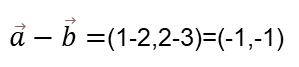 a⃗ − b⃗ =(1-2,2-3)=(-1,-1)